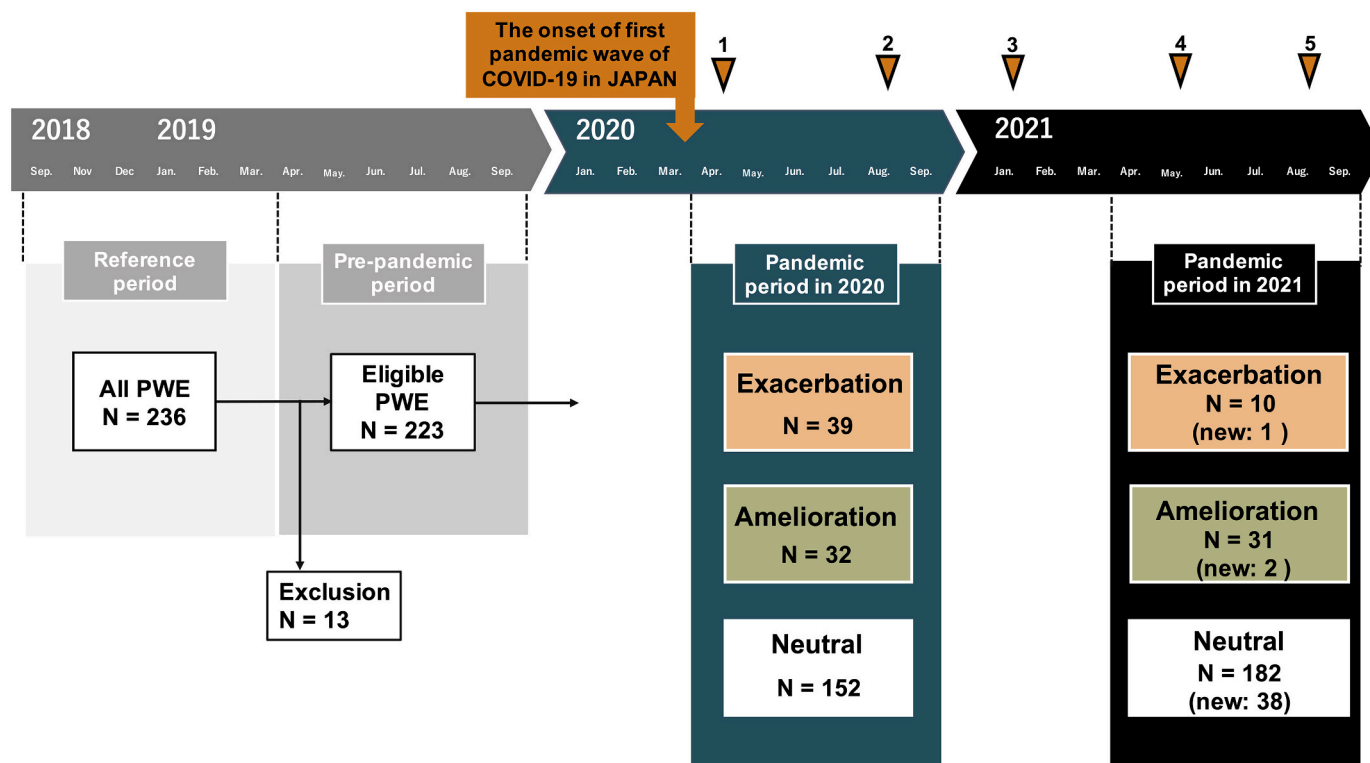 The onset of first
pandemic wave of
COVID-19 in JAPAN
1
2
3
4
5
2018
2019
2020
2021
Sep.
Nov
Dec
Jan.
Feb.
Mar.
Apr.
May.
Jun.
Jul.
Aug.
Sep.
Jan.
Feb.
Mar.
Apr.
May.
Jun.
Jul.
Aug.
Sep.
Jan.
Feb.
Mar.
Apr.
May.
Jun.
Jul.
Aug.
Sep.
Reference
period
Pre-pandemic
period
Pandemic
period in 2020
Pandemic
period in 2021
All PWE
N = 236
Eligible
PWE
N = 223
Exclusion
N = 13
Exacerbation
N = 39
Amelioration
N = 32
Neutral
N = 152
Exacerbation
N = 10
(new: 1 )
Amelioration
N = 31
(new: 2 )
Neutral
N = 182
(new: 38)